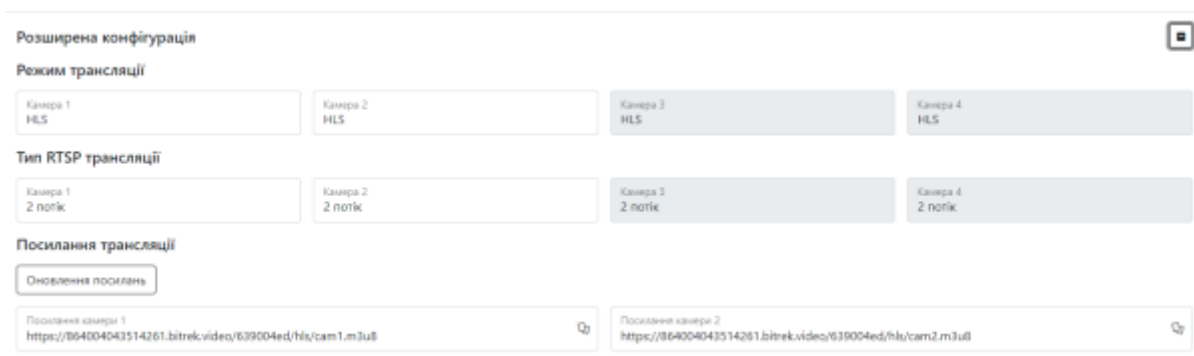 Розширена конфігурація
Режим трансляції
Камера 1 Камера 2 Камера 3 Камера 4
HLS HLS HLS HLS
Тип RTSP трансляції
Камера 1 Камера 2 Камера 3 Камера 4
2 потік 2 потік 2 потік 2 потік
Посилання трансляції
Оновлення посилань
Посилання камери 1 Посилання камери 2
https://864004043514261.bitrek.video/639004ed/hls/cam1.m3u8 https://864004043514261.bitrek.video/639004ed/hls/cam2.m3u8